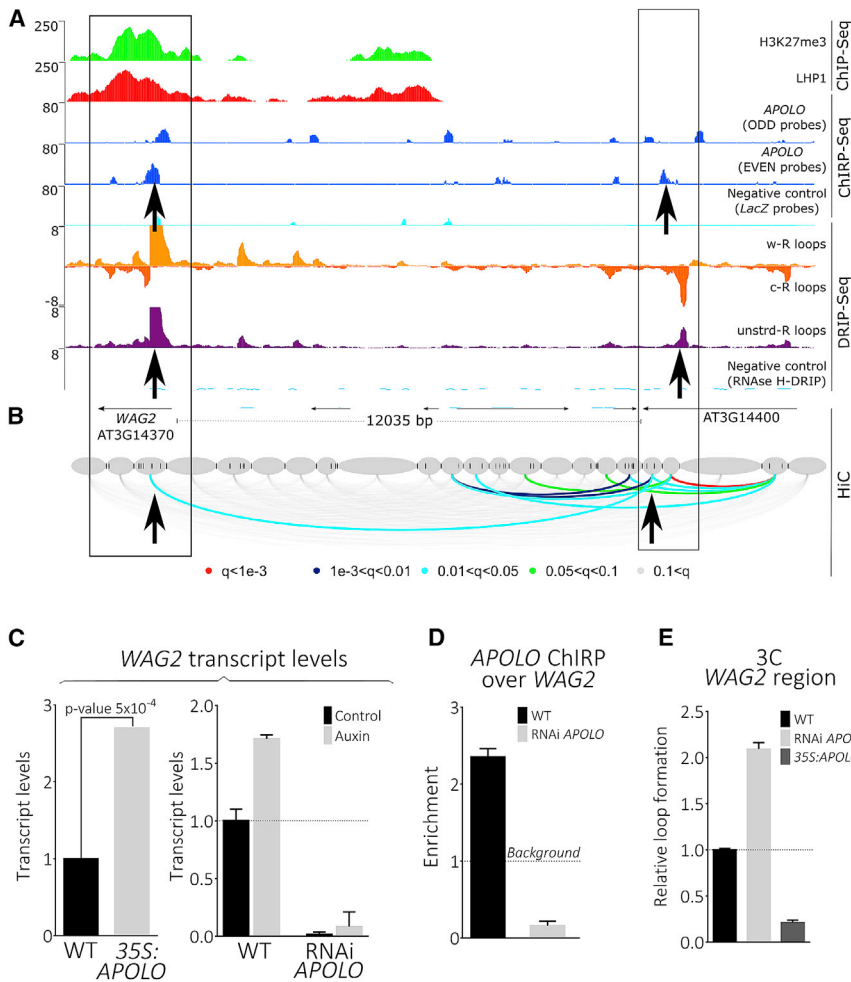 A
250
H3K27me3
250
LHP1
ChIP-Seq
80
APOLO
(ODD probes)
80
APOLO
(EVEN probes)
80
Negative control
(LacZ probes)
ChIRP-Seq
8
w-R loops
c-R loops
-8
8
unstrd-R loops
8
Negative control
(RNAse H-DRIP)
DRIP-Seq
B
WAG2
AT3G14370
12035 bp
AT3G14400
HiC
q<1e-3
1e-3<q<0.01
0.01<q<0.05
0.05<q<0.1
0.1<q
C
WAG2 transcript levels
p-value 5x10-4
Transcript levels
3
2
1
0
WT
35S:
APOLO
Control
Auxin
Transcript levels
2.0
1.5
1.0
0.5
0.0
WT
RNAi
APOLO
D
APOLO ChIRP
over WAG2
WT
RNAi APOLO
Enrichment
3
2
1
0
Background
E
3C
WAG2 region
WT
RNAi APO
35S:APOL
Relative loop formation
2.5
2.0
1.5
1.0
0.5
0.0